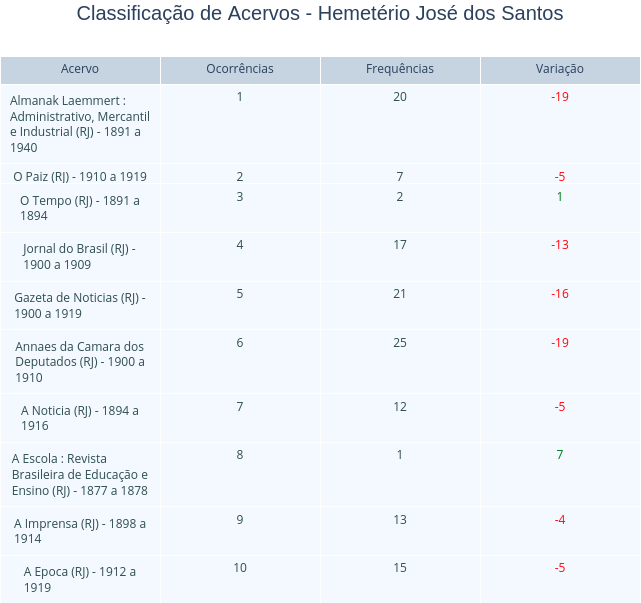 Classificação de Acervos - Hemetério José dos Santos
Acervo Ocorrências Frequências Variação
Almanak Laemmert : 1 20 -19
Administrativo, Mercantil
e Industrial (RJ) - 1891 a
1940
O Paiz (RJ) - 1910 a 1919 2 7 -5
O Tempo (RJ) - 1891 a 3 2 1
1894
Jornal do Brasil (RJ) - 4 17 -13
1900 a 1909
Gazeta de Noticias (RJ) - 5 21 -16
1900 a 1919
Annaes da Camara dos 6 25 -19
Deputados (RJ) - 1900 a
1910
A Noticia (RJ) - 1894 a 7 12 -5
1916
A Escola : Revista 8 1 7
Brasileira de Educação e
Ensino (RJ) - 1877 a 1878
A Imprensa (RJ) - 1898 a 9 13 -4
1914
A Epoca (RJ) - 1912 a 10 15 -5
1919